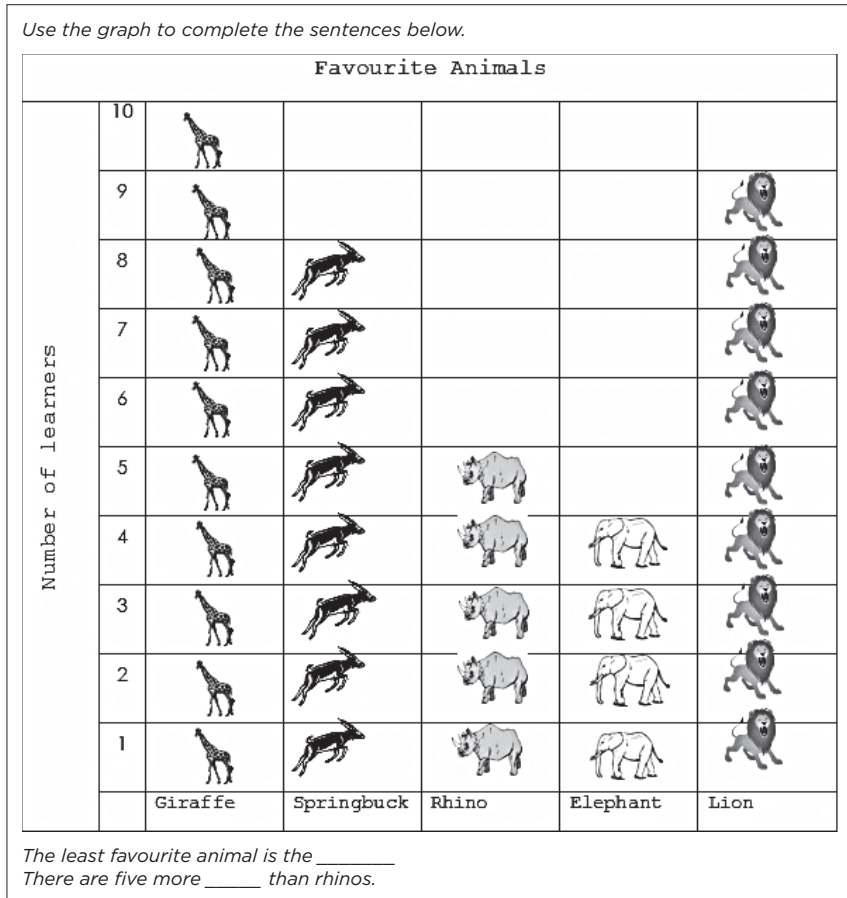 Use the graph to complete the sentences below.
Favourite Animals
Number of learners
10
9
8
7
6
5
4
3
2
1
Giraffe Springbuck Rhino Elephant Lion
The least favourite animal is the _______
There are five more _____ than rhinos.